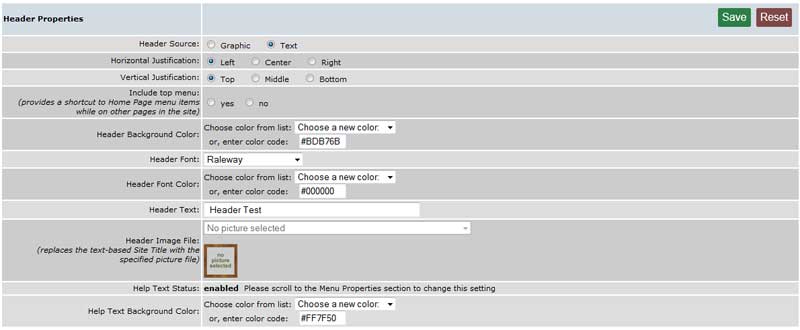 Header Properties Save Reset
Header Source: Graphic Text
Horizontal Justification: Left Center Right
Vertical Justification: Top Middle Bottom
Include top menu:
(provides a shortcut to Home Page menu items
while on other pages in the site)
yes no
Header Background Color:
Choose color from list: Choose a new color:
or, enter color code: #BDB76B
Header Font: Raleway
Header Font Color:
Choose color from list: Choose a new color:
or, enter color code: #000000
Header Text: Header Test
Header Image File:
(replaces the text-based Site Title with the
specified picture file)
No picture selected
no
picture
selected
Help Text Status: enabled Please scroll to the Menu Properties section to change this setting
Help Text Background Color:
Choose color from list: Choose a new color:
or, enter color code: #FF7F50